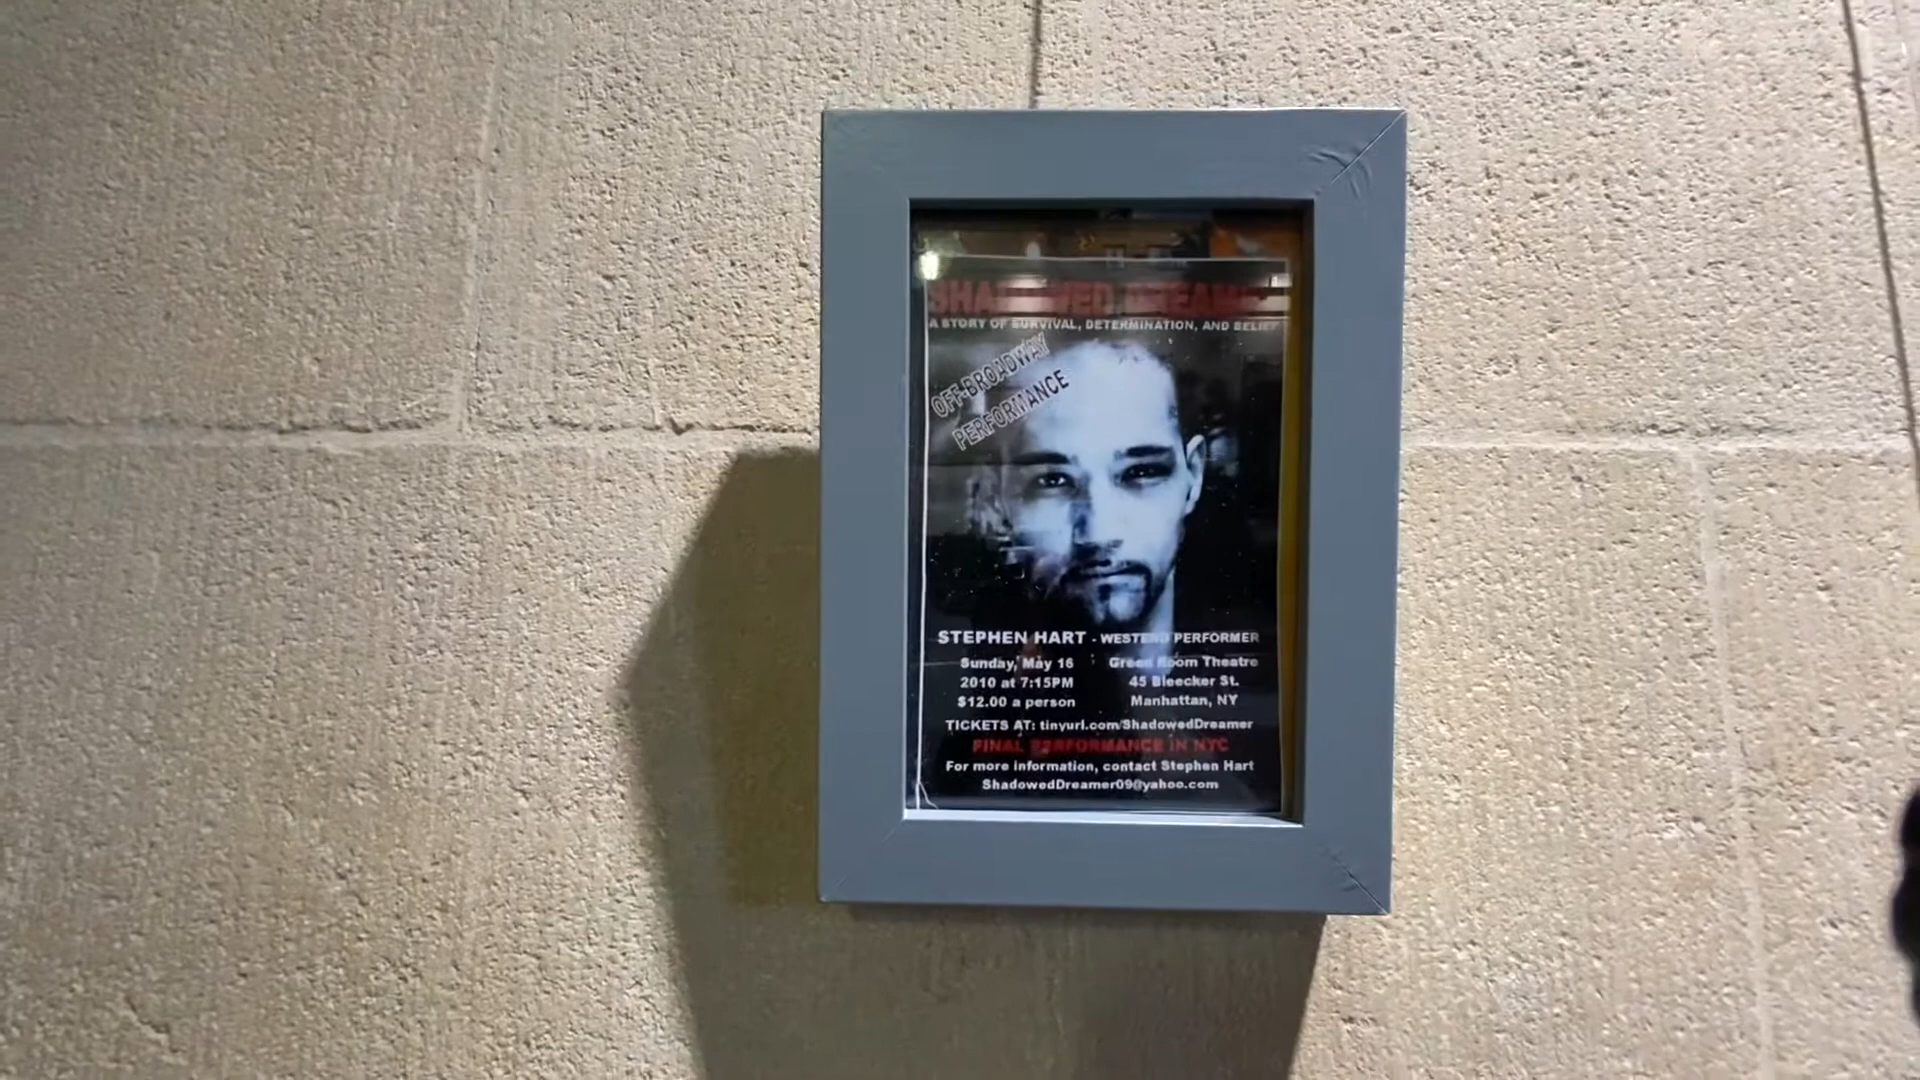 SHADOWED DREAMER
A STORY OF SURVIVAL, DETERMINATION, AND BELIEF
OFF-BROADWAY
PERFORMANCE
STEPHEN HART - WESTEND PERFORMER
Sunday, May 16
2010 at 7:15PM
$12.00 a person
Green Room Theatre
45 Bleecker St.
Manhattan, NY
TICKETS AT: tinyurl.com/ShadowedDreamer
FINAL PERFORMANCE IN NYC
For more information, contact Stephen Hart
ShadowedDreamer09@yahoo.com